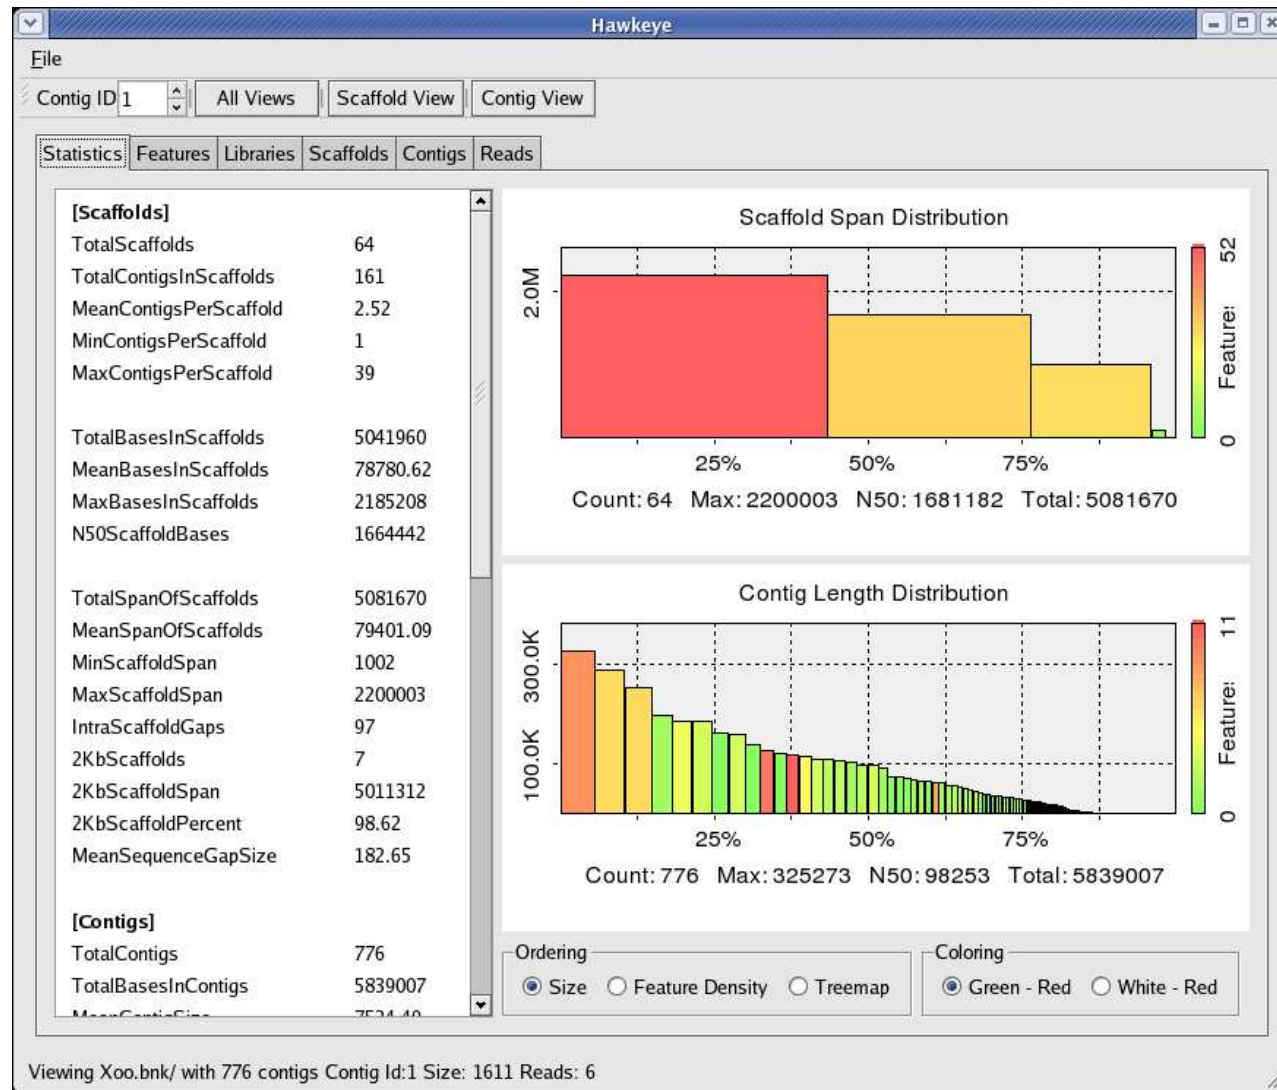 Hawkeye
File
Contig ID 1 All Views Scaffold View Contig View
Statistics Features Libraries Scaffolds Contigs Reads
[Scaffolds]
TotalScaffolds 64
TotalContigsInScaffolds 161
MeanContigsPerScaffold 2.52
MinContigsPerScaffold 1
MaxContigsPerScaffold 39
TotalBasesInScaffolds 5041960
MeanBasesInScaffolds 78780.62
MaxBasesInScaffolds 2185208
N50ScaffoldBases 1664442
TotalSpanOfScaffolds 5081670
MeanSpanOfScaffolds 79401.09
MinScaffoldSpan 1002
MaxScaffoldSpan 2200003
IntraScaffoldGaps 97
2KbScaffolds 7
2KbScaffoldSpan 5011312
2KbScaffoldPercent 98.62
MeanSequenceGapSize 182.65
[Contigs]
TotalContigs 776
TotalBasesInContigs 5839007
Scaffold Span Distribution
2.0M
52
Feature
0
25% 50% 75%
Count: 64 Max: 2200003 N50: 1681182 Total: 5081670
Contig Length Distribution
300.0K
100.0K
11
Feature
0
25% 50% 75%
Count: 776 Max: 325273 N50: 98253 Total: 5839007
Ordering
Size Feature Density Treemap
Coloring
Green - Red White - Red
Viewing Xoo.bnk/ with 776 contigs Contig Id:1 Size: 1611 Reads: 6